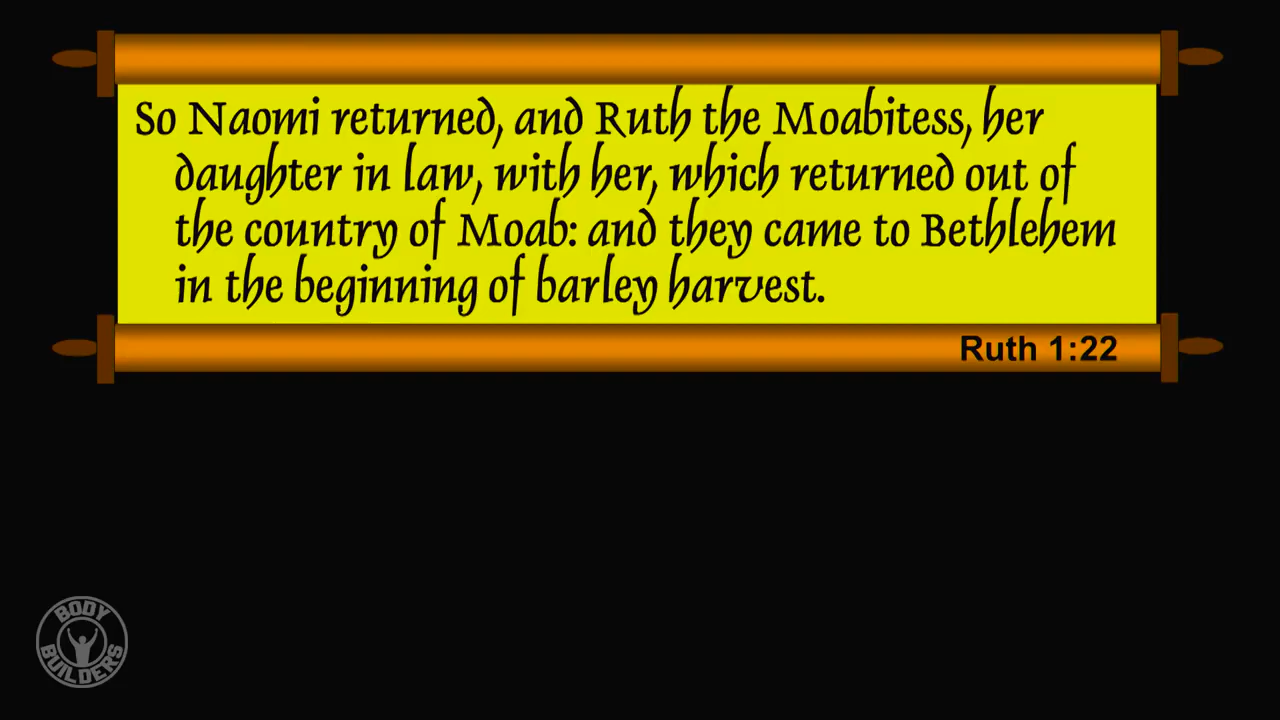 So Naomi returned, and Ruth the Moabitess, her
daughter in law, with her, which returned out of
the country of Moab: and they came to Bethlehem
in the beginning of barley harvest.
Ruth 1:22
BODY
BUILDERS